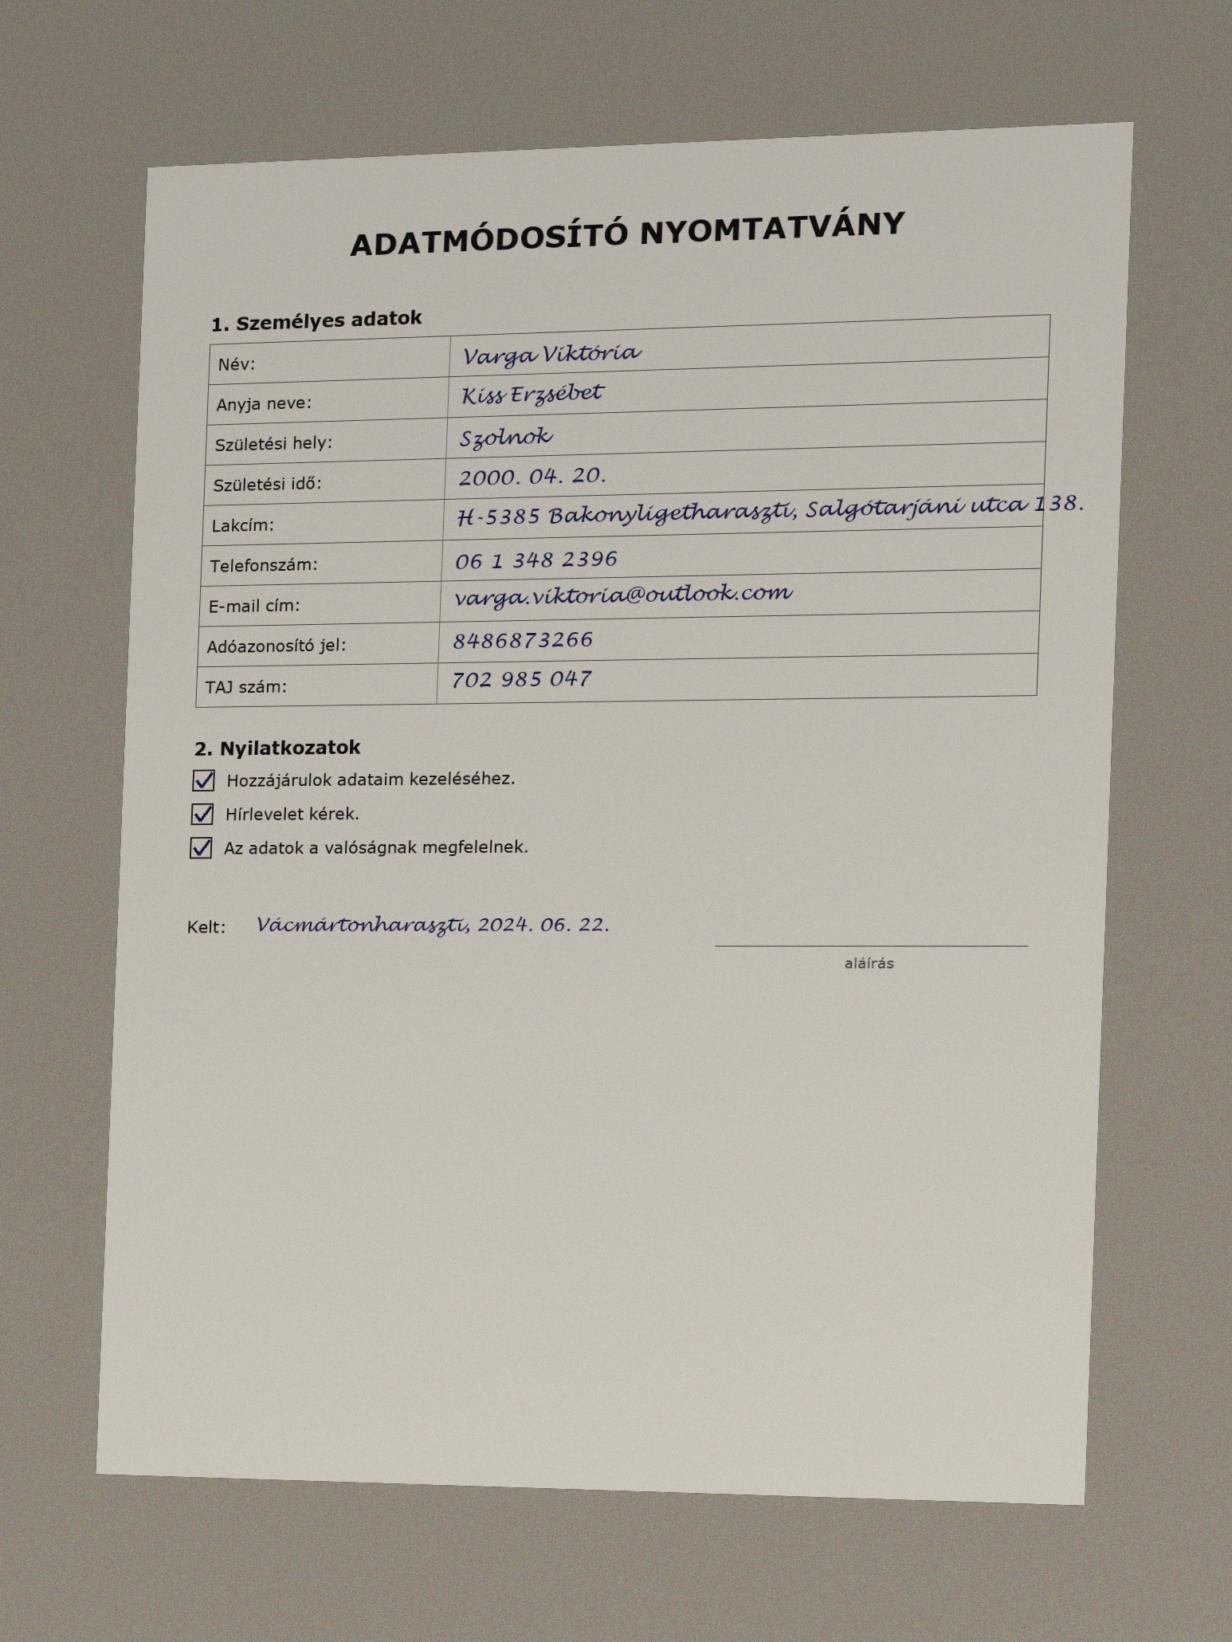 ADATMÓDOSÍTÓ NYOMTATVÁNY
1. Személyes adatok
Név: Varga Viktória
Anyja neve: Kiss Erzsébet
Születési hely: Szolnok
Születési idő: 2000. 04. 20.
Lakcím: H-5385 Bakonyligetharaszti, Salgótarjáni utca 138.
Telefonszám: 06 1 348 2396
E-mail cím: varga.viktoria@outlook.com
Adóazonosító jel: 8486873266
TAJ szám: 702 985 047
2. Nyilatkozatok
Hozzájárulok adataim kezeléséhez.
Hírlevelet kérek.
Az adatok a valóságnak megfelelnek.
Kelt: Vácmártonharaszti, 2024. 06. 22.
aláírás